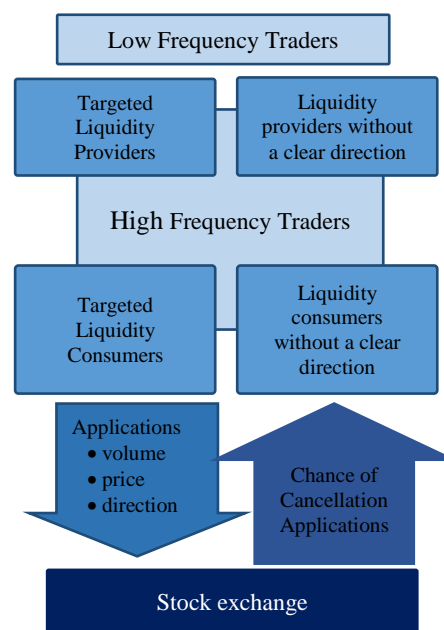 Low Frequency Traders
Targeted
Liquidity
Providers
Liquidity
providers without
a clear direction
High Frequency Traders
Targeted
Liquidity
Consumers
Liquidity
consumers
without a clear
direction
Applications
• volume
• price
• direction
Chance of
Cancellation
Applications
Stock exchange